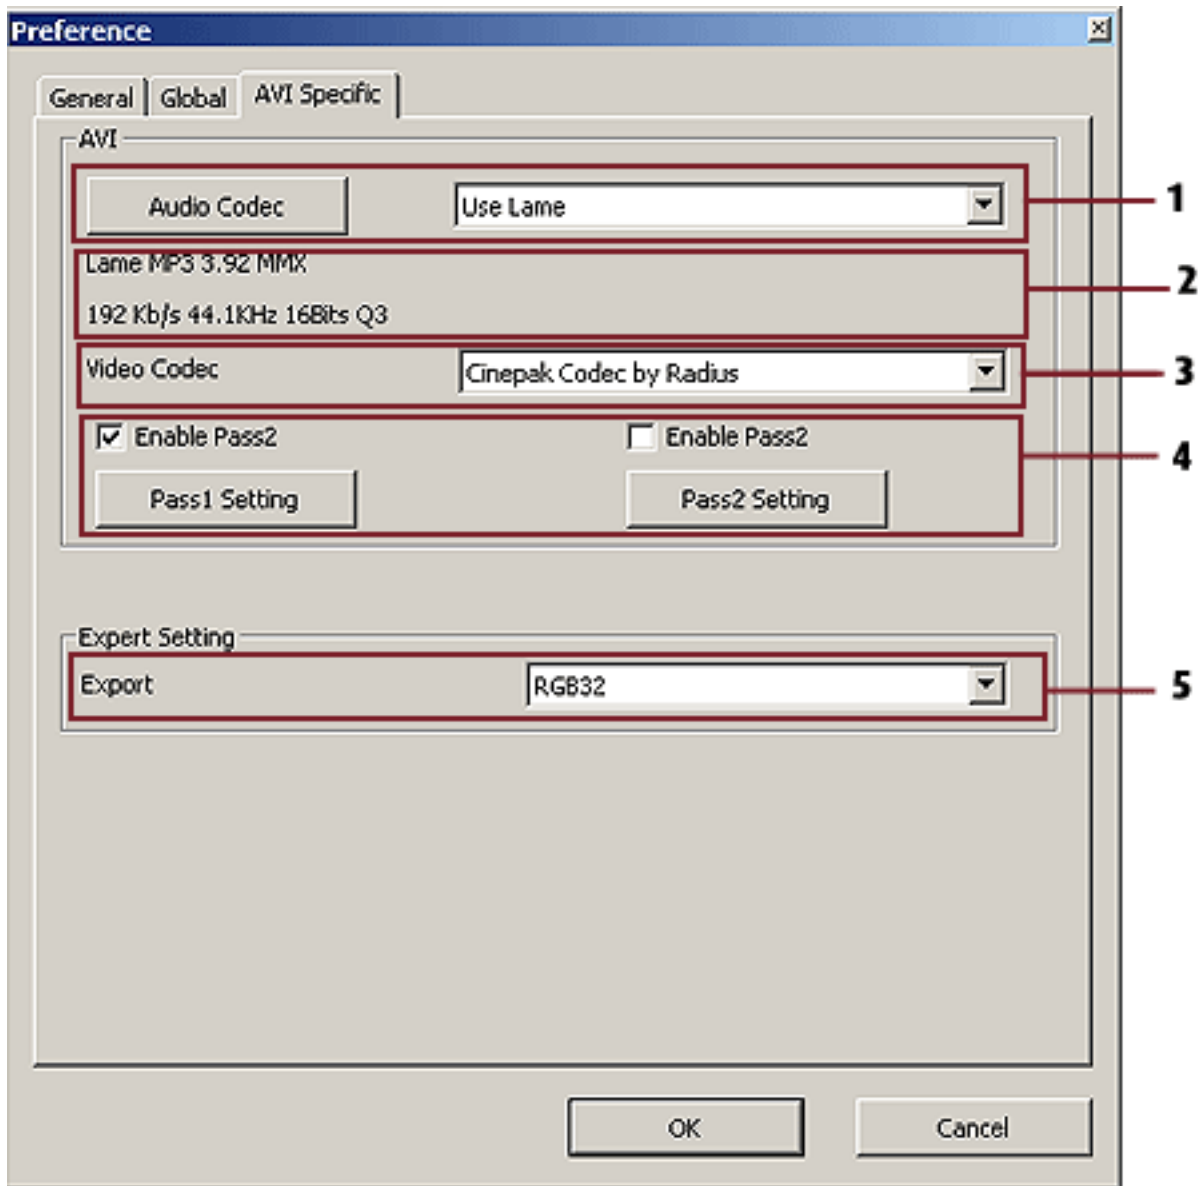 Preference
General Global AVI Specific
AVI
Audio Codec Use Lame 1
Lame MP3 3.92 MMX
192 Kb/s 44.1KHz 16Bits Q3 2
Video Codec Cinepak Codec by Radius 3
Enable Pass2 Enable Pass2
Pass1 Setting Pass2 Setting 4
Expert Setting
Export RGB32 5
OK Cancel